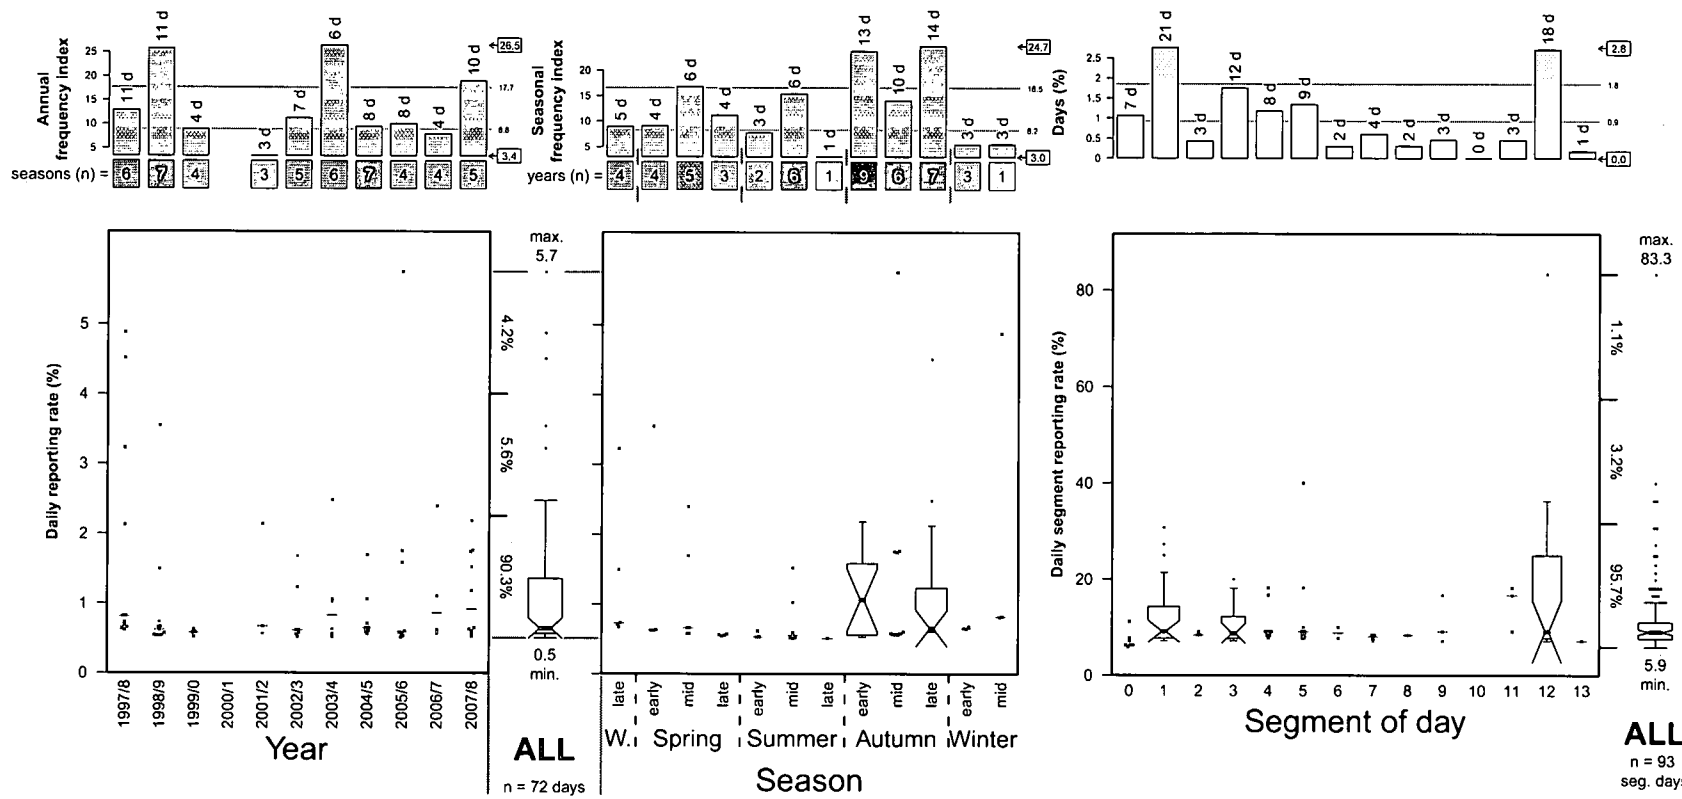 Annual
frequency index
25
20
15
10
5
11 d
11 d
4 d
3 d
7 d
6 d
8 d
8 d
4 d
10 d
26.5
17.7
8.8
3.4
seasons (n) =
6 7 4 3 5 6 7 4 4 5
Seasonal
frequency index
20
15
10
5
5 d
4 d
6 d
4 d
3 d
6 d
1 d
13 d
10 d
14 d
3 d
3 d
24.7
16.5
8.2
3.0
years (n) =
4 4 5 3 2 6 1 9 6 7 3 1
Days (%)
2.5
2
1.5
1
0.5
0
7 d
21 d
3 d
12 d
8 d
9 d
2 d
4 d
2 d
3 d
0 d
3 d
18 d
1 d
2.8
1.8
0.9
0.0
Daily reporting rate (%)
5
4
3
2
1
0
1997/8
1998/9
1999/0
2000/1
2001/2
2002/3
2003/4
2004/5
2005/6
2006/7
2007/8
Year
max.
5.7
4.2%
5.6%
90.3%
0.5
min.
ALL
n = 72 days
late
early
mid
late
early
mid
late
early
mid
late
early
mid
W. Spring Summer Autumn Winter
Season
Daily segment reporting rate (%)
80
60
40
20
0
0 1 2 3 4 5 6 7 8 9 10 11 12 13
Segment of day
max.
83.3
1.1%
3.2%
95.7%
5.9
min.
ALL
n = 93
seg. days